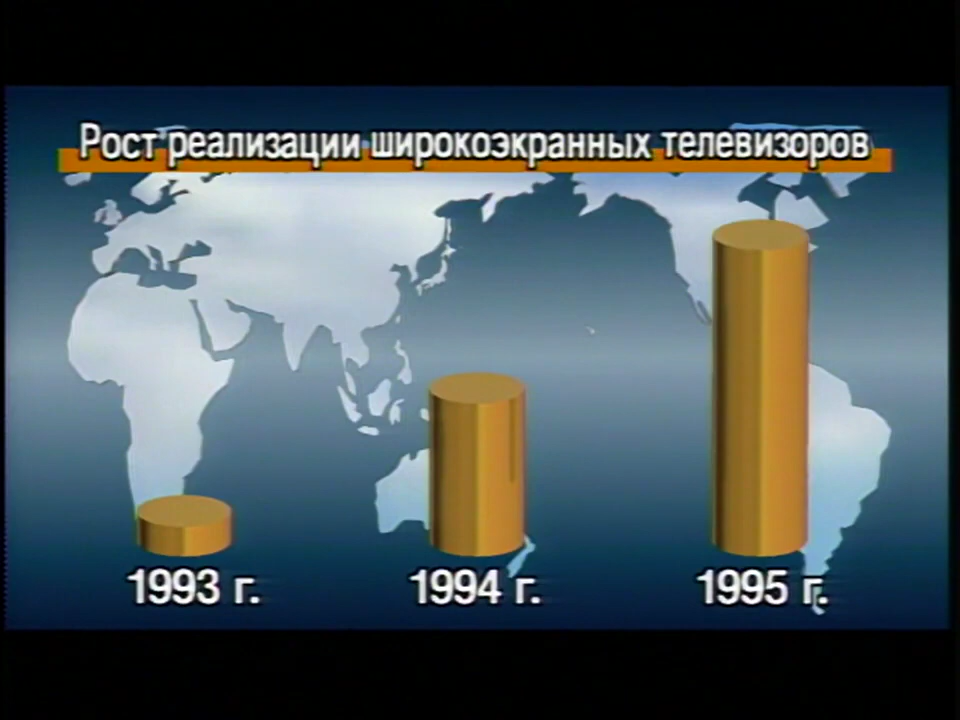 Рост реализации широкоэкранных телевизоров
1993 г.
1994 г.
1995 г.